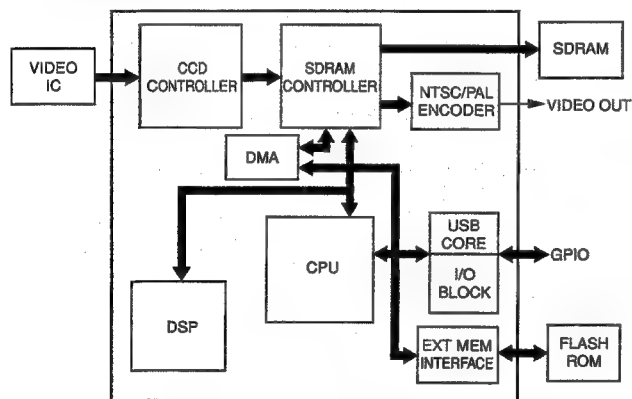 VIDEO
IC
CCD
CONTROLLER
SDRAM
CONTROLLER
SDRAM
NTSC/PAL
ENCODER
VIDEO OUT
DMA
CPU
USB
CORE
I/O
BLOCK
GPIO
DSP
EXT MEM
INTERFACE
FLASH
ROM